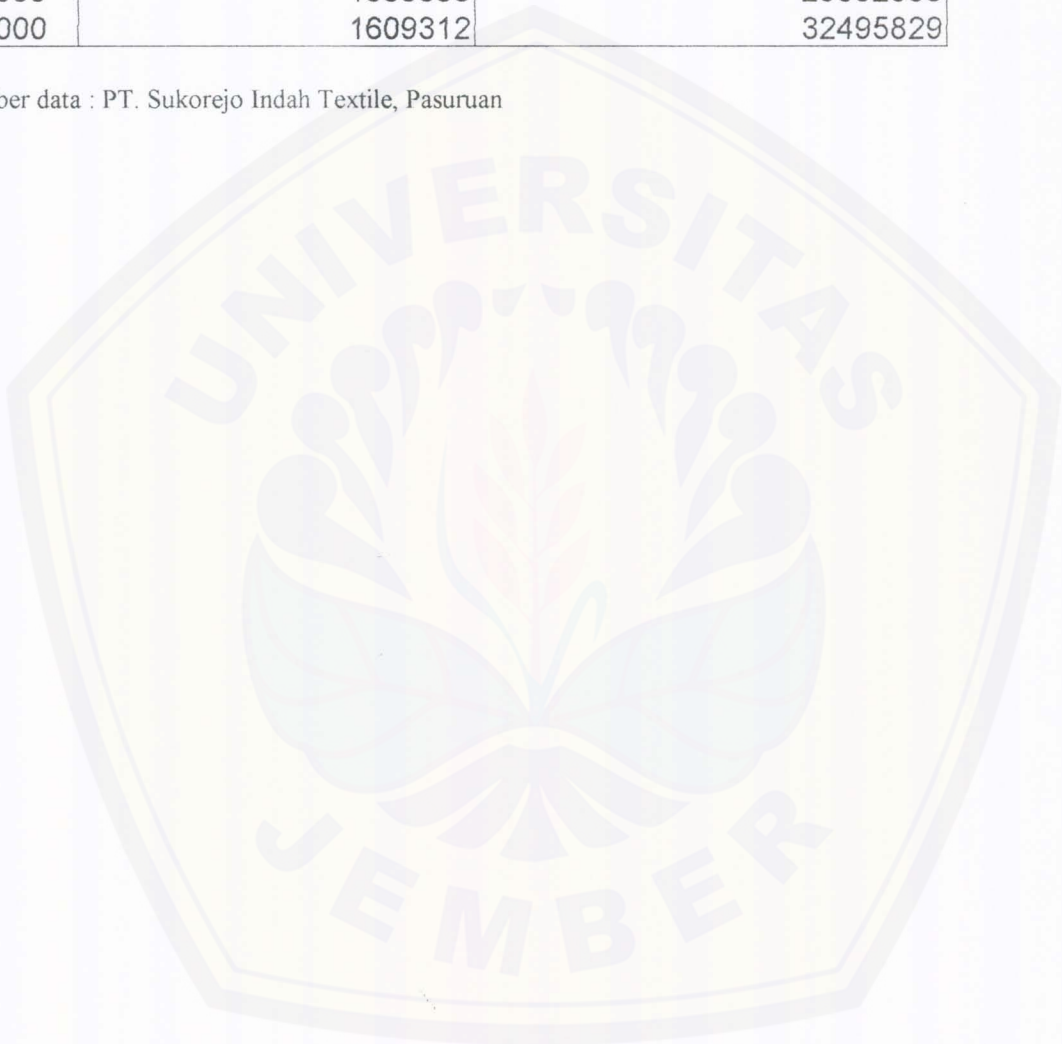 000 1609312 32495829
ber data : PT. Sukorejo Indah Textile, Pasuruan
UNIVERSITAS
JEMBER